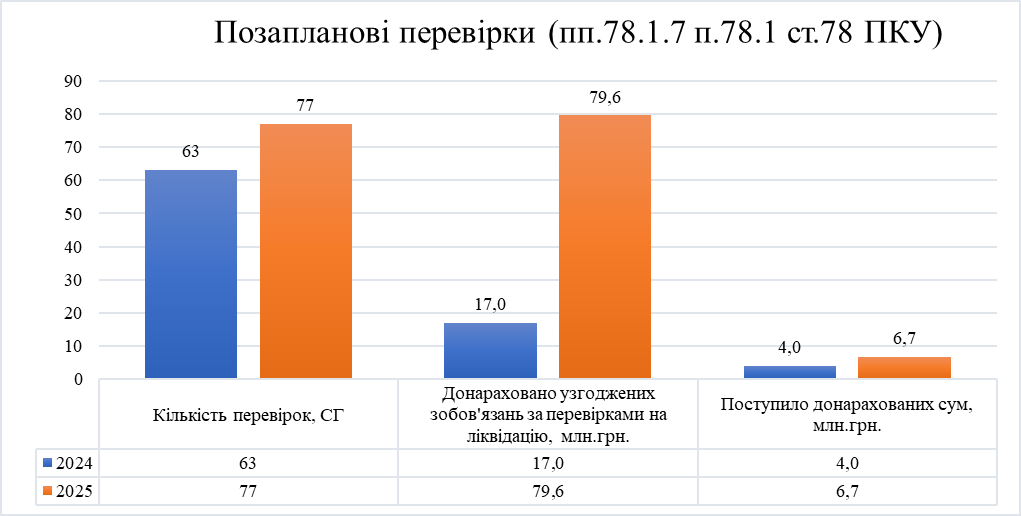 Позапланові перевірки (пп.78.1.7 п.78.1 ст.78 ПКУ)
90
80
70
60
50
40
30
20
10
0
63
77
17,0
79,6
4,0
6,7
Кількість перевірок, СГ
Донараховано узгоджених
зобов'язань за перевірками на
ліквідацію, млн.грн.
Поступило донарахованих сум,
млн.грн.
2024 63 17,0 4,0
2025 77 79,6 6,7